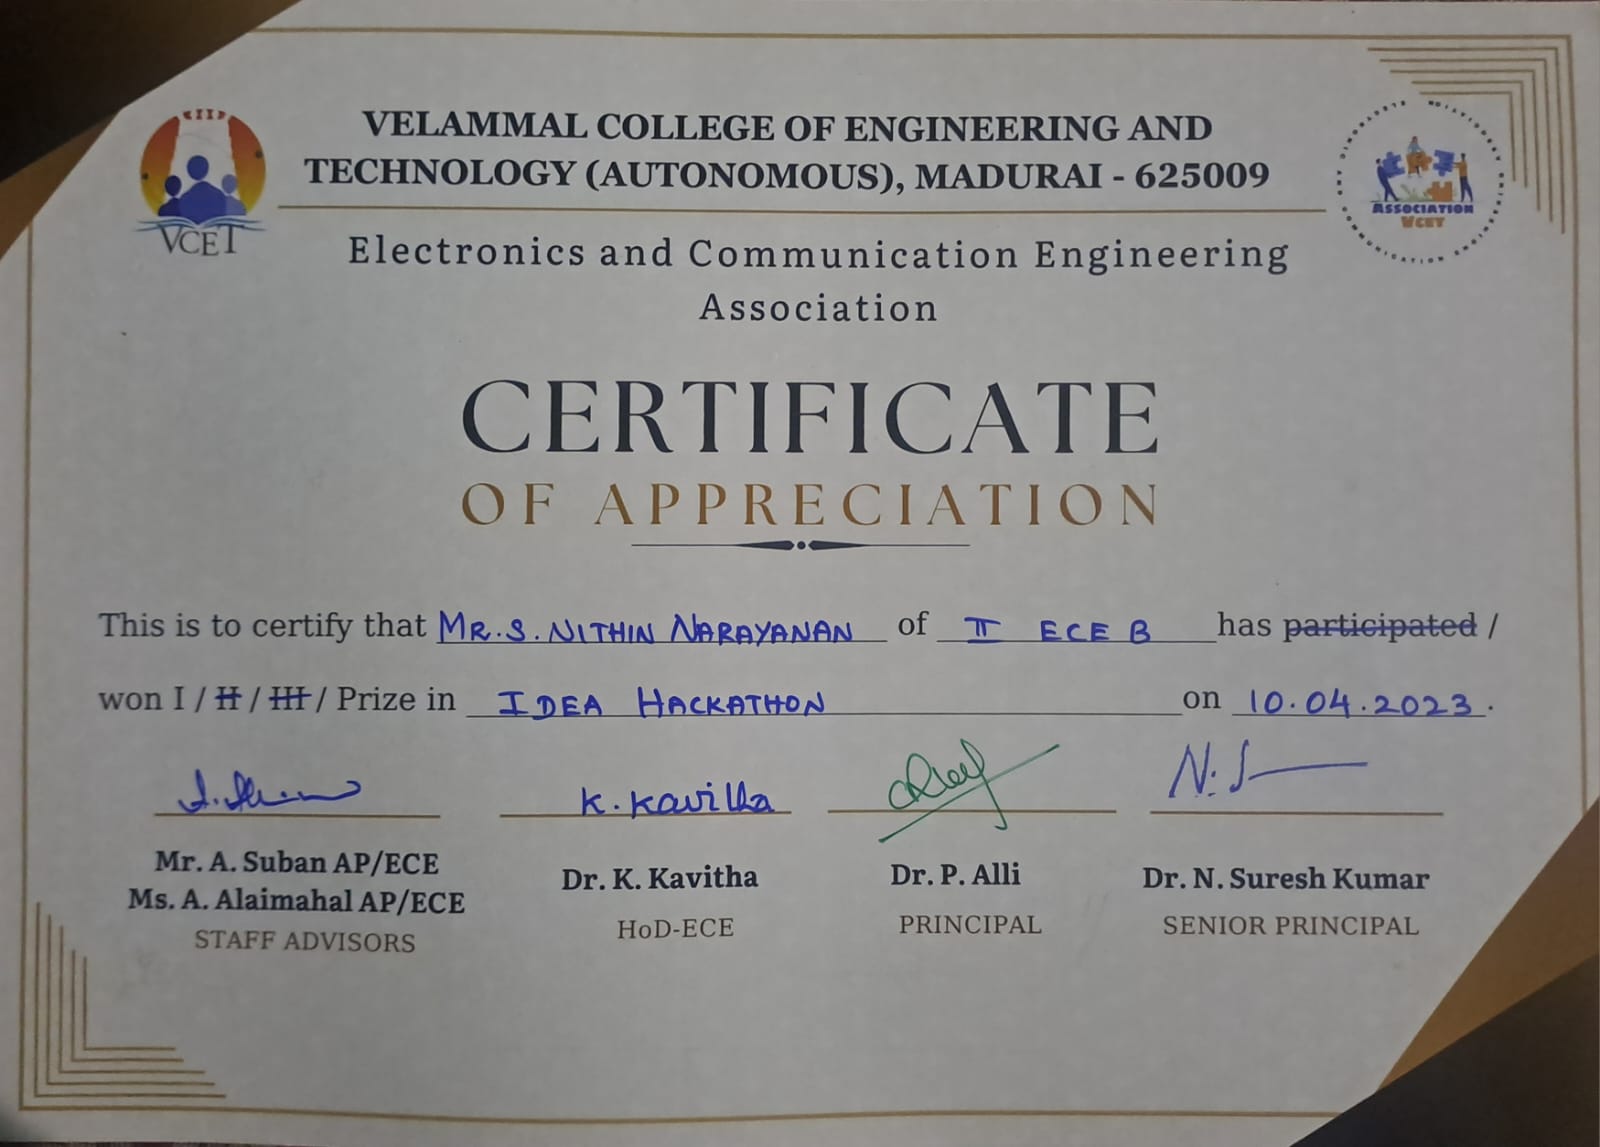 VELAMMAL COLLEGE OF ENGINEERING AND
TECHNOLOGY (AUTONOMOUS), MADURAI - 625009
VCET
ASSOCIATION
VCET
Electronics and Communication Engineering
Association
CERTIFICATE
OF APPRECIATION
This is to certify that MR. S. NITHIN NARAYANAN of II ECE B has participated /
won I / II / III / Prize in IDEA HACKATHON on 10.04.2023.
K. Kavitha
Mr. A. Suban AP/ECE
Ms. A. Alaimahal AP/ECE
STAFF ADVISORS
Dr. K. Kavitha
HoD-ECE
Dr. P. Alli
PRINCIPAL
Dr. N. Suresh Kumar
SENIOR PRINCIPAL